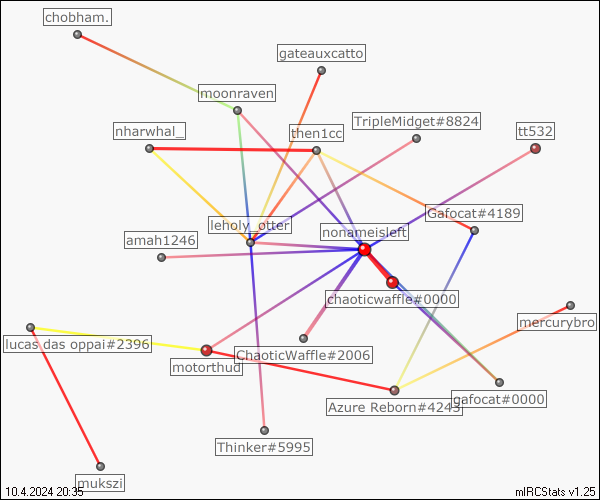 chobham.
gateauxcatto
moonraven
TripleMidget#8824
nharwhal_
then1cc
tt532
Gafocat#4189
leholy_otter
nonameisleft
amah1246
chaoticwaffle#0000
mercurybro
lucas das oppai#2396
ChaoticWaffle#2006
motorthud
gafocat#0000
Azure Reborn#4243
Thinker#5995
mukszi
10.4.2024 20:35
mIRCStats v1.25